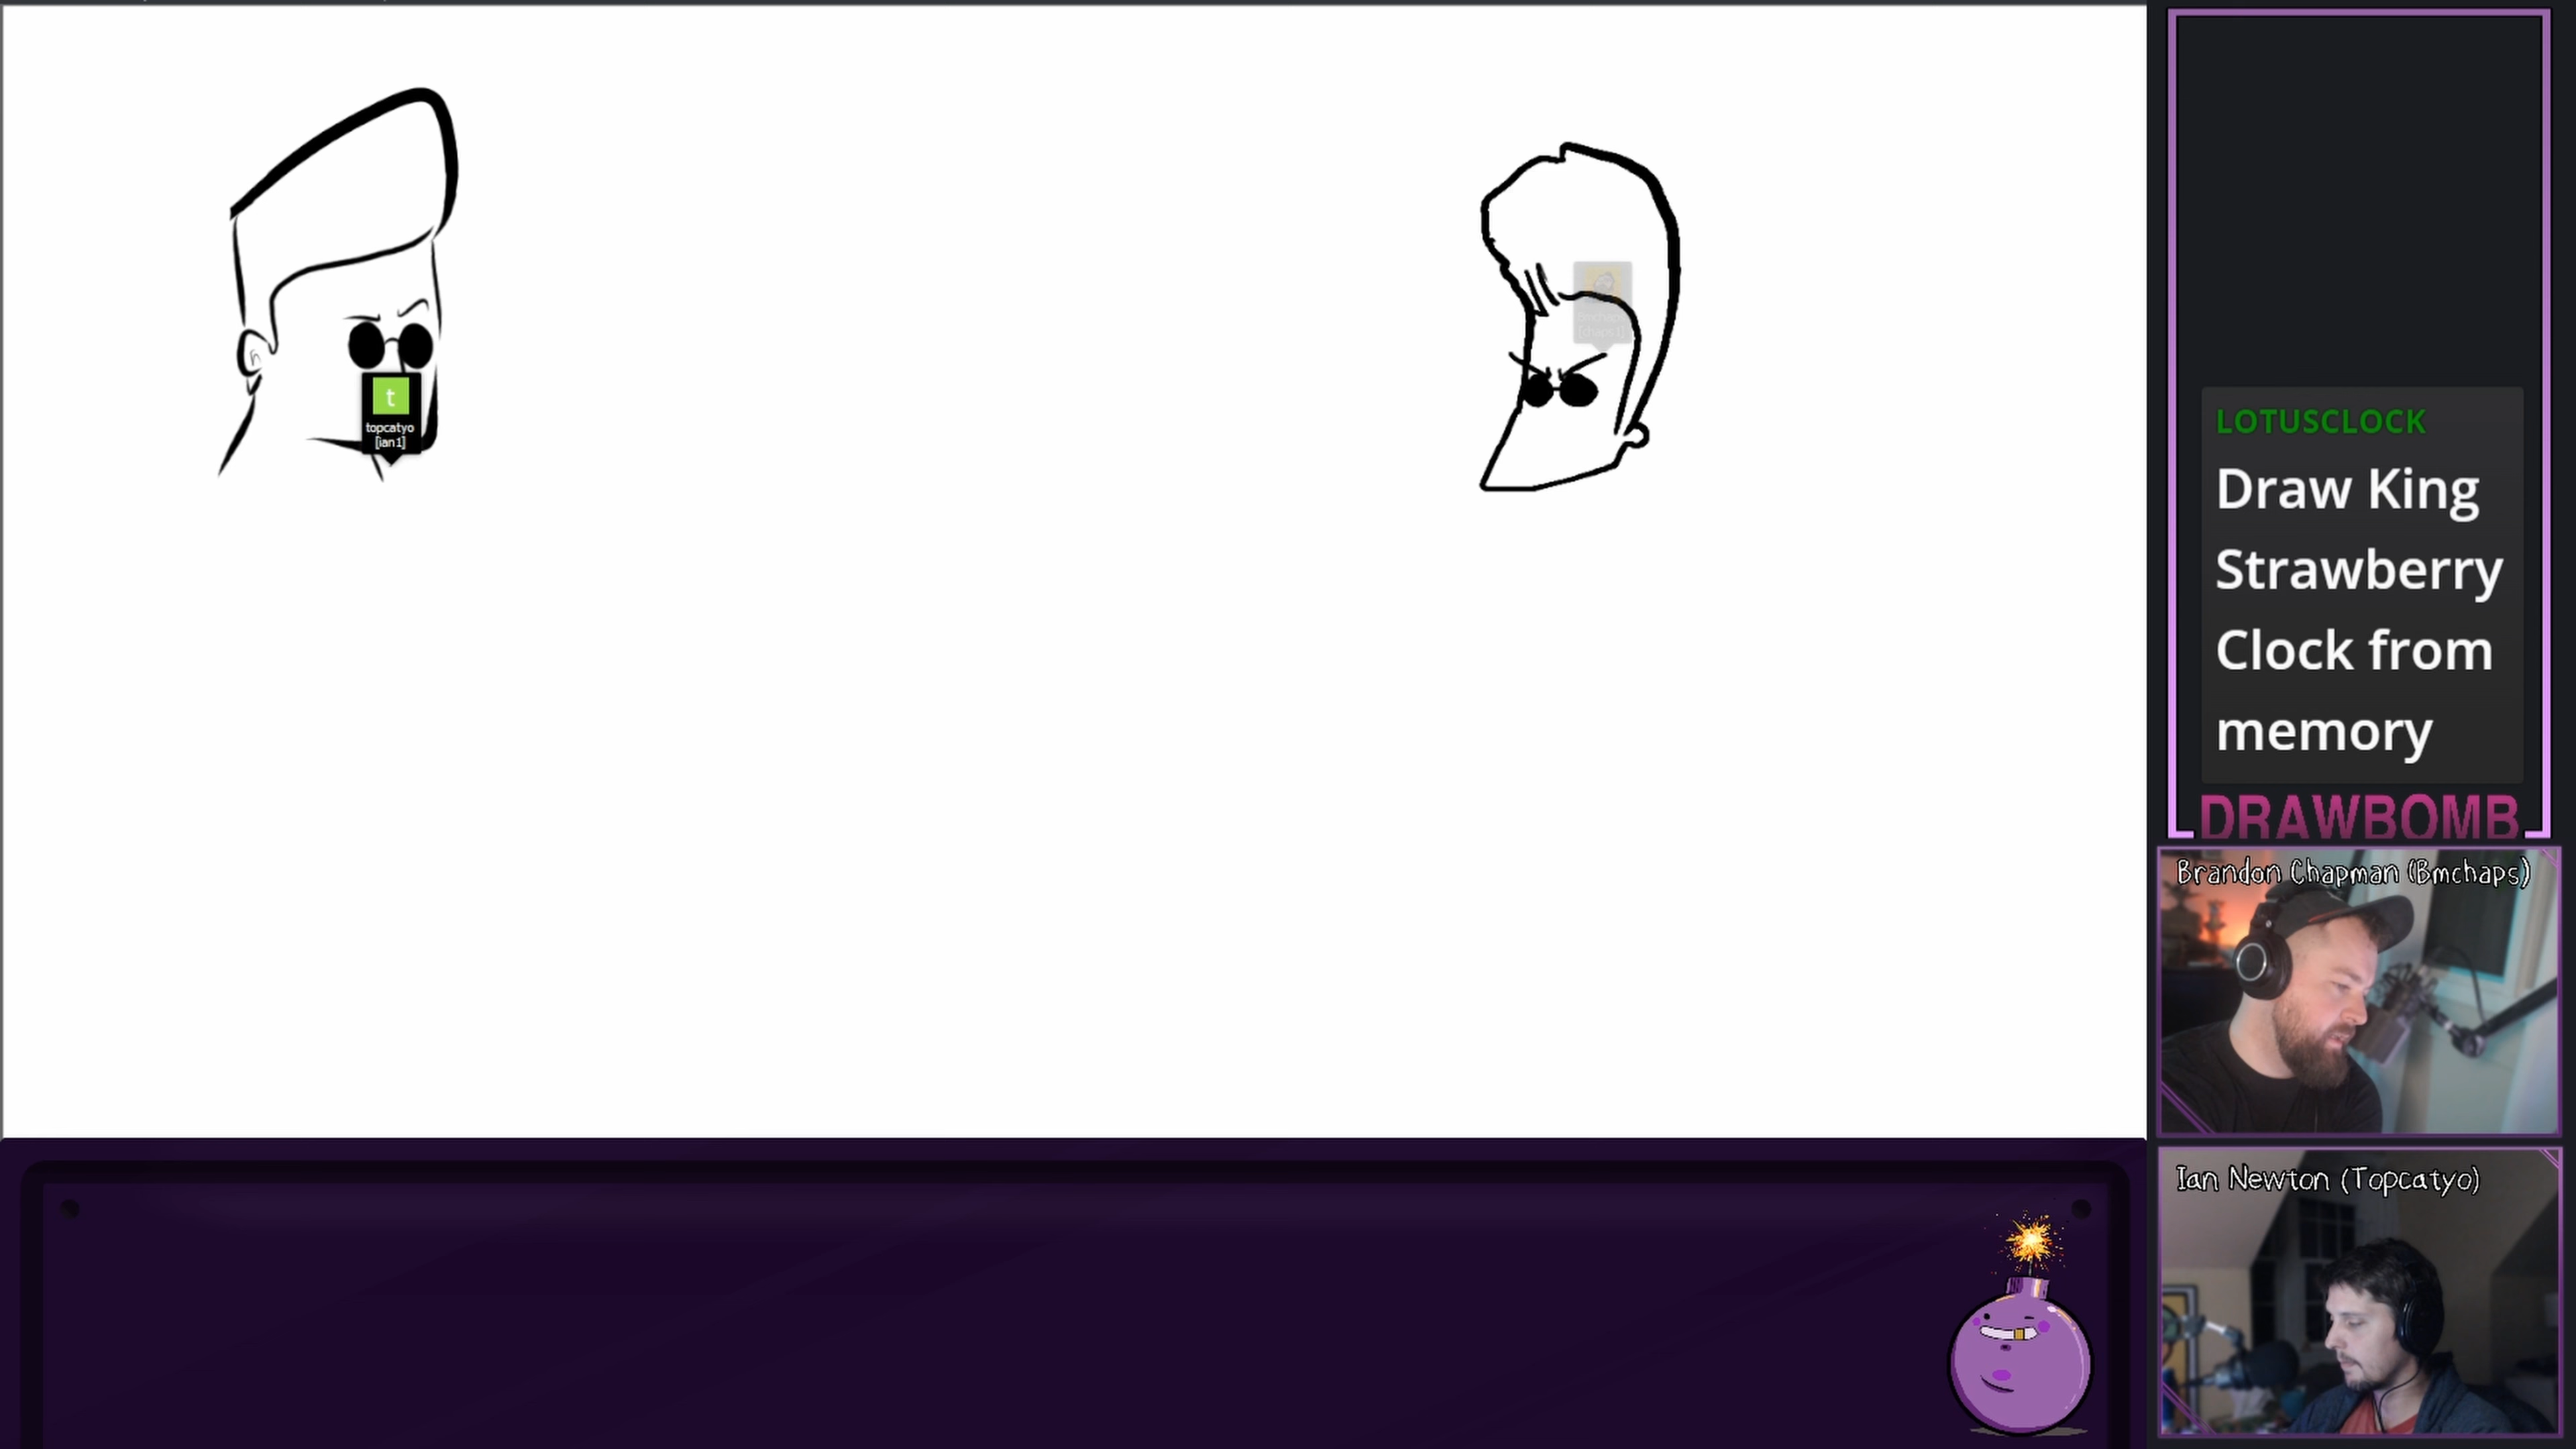 t
topcatyo
[ian1]
LOTUSCLOCK
Draw King
Strawberry
Clock from
memory
DRAWBOMB
Brandon Chapman (Bmchaps)
Ian Newton (Topcatyo)